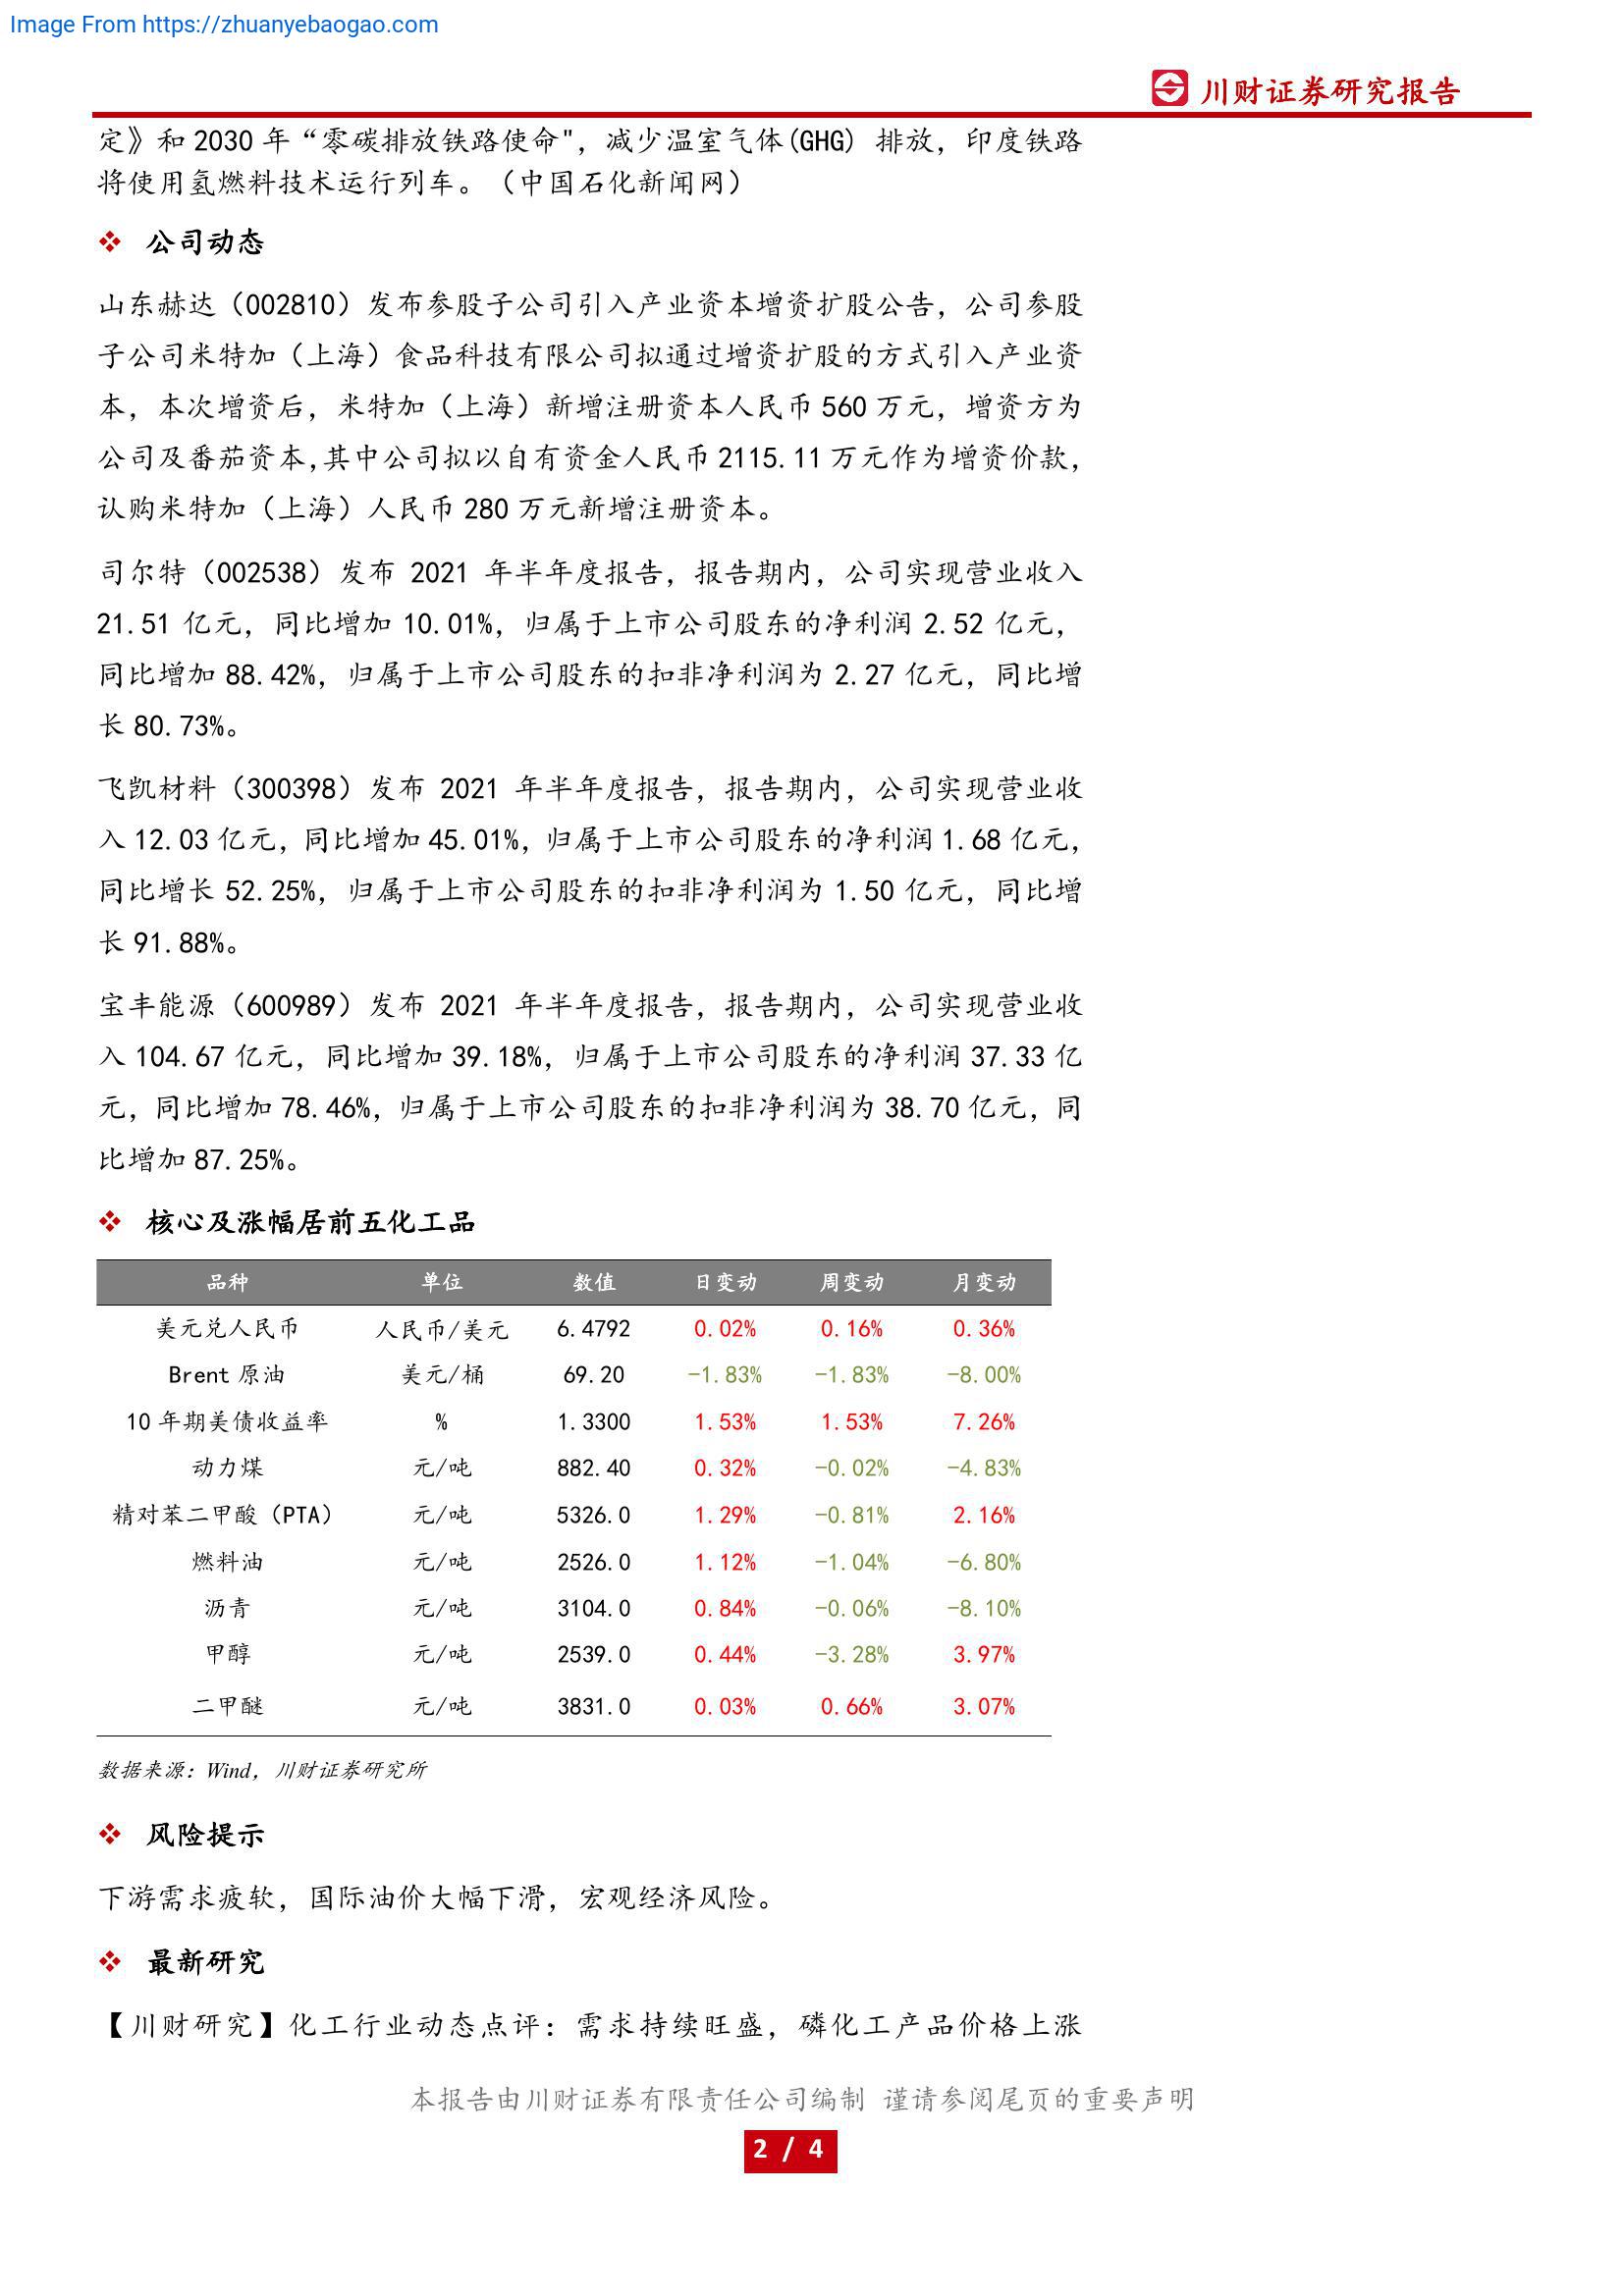 Image From https://zhuanyebaogao.com
川财证券研究报告
定》和 2030 年“零碳排放铁路使命"，减少温室气体(GHG) 排放，印度铁路
将使用氢燃料技术运行列车。（中国石化新闻网）
❖ 公司动态
山东赫达（002810）发布参股子公司引入产业资本增资扩股公告，公司参股
子公司米特加（上海）食品科技有限公司拟通过增资扩股的方式引入产业资
本，本次增资后，米特加（上海）新增注册资本人民币 560 万元，增资方为
公司及番茄资本,其中公司拟以自有资金人民币 2115.11 万元作为增资价款，
认购米特加（上海）人民币 280 万元新增注册资本。
司尔特（002538）发布 2021 年半年度报告，报告期内，公司实现营业收入
21.51 亿元，同比增加 10.01%，归属于上市公司股东的净利润 2.52 亿元，
同比增加 88.42%，归属于上市公司股东的扣非净利润为 2.27 亿元，同比增
长 80.73%。
飞凯材料（300398）发布 2021 年半年度报告，报告期内，公司实现营业收
入 12.03 亿元，同比增加 45.01%，归属于上市公司股东的净利润 1.68 亿元，
同比增长 52.25%，归属于上市公司股东的扣非净利润为 1.50 亿元，同比增
长 91.88%。
宝丰能源（600989）发布 2021 年半年度报告，报告期内，公司实现营业收
入 104.67 亿元，同比增加 39.18%，归属于上市公司股东的净利润 37.33 亿
元，同比增加 78.46%，归属于上市公司股东的扣非净利润为 38.70 亿元，同
比增加 87.25%。
❖ 核心及涨幅居前五化工品
品种 单位 数值 日变动 周变动 月变动
美元兑人民币 人民币/美元 6.4792 0.02% 0.16% 0.36%
Brent 原油 美元/桶 69.20 -1.83% -1.83% -8.00%
10 年期美债收益率 % 1.3300 1.53% 1.53% 7.26%
动力煤 元/吨 882.40 0.32% -0.02% -4.83%
精对苯二甲酸（PTA） 元/吨 5326.0 1.29% -0.81% 2.16%
燃料油 元/吨 2526.0 1.12% -1.04% -6.80%
沥青 元/吨 3104.0 0.84% -0.06% -8.10%
甲醇 元/吨 2539.0 0.44% -3.28% 3.97%
二甲醚 元/吨 3831.0 0.03% 0.66% 3.07%
数据来源：Wind，川财证券研究所
❖ 风险提示
下游需求疲软，国际油价大幅下滑，宏观经济风险。
❖ 最新研究
【川财研究】化工行业动态点评：需求持续旺盛，磷化工产品价格上涨
本报告由川财证券有限责任公司编制 谨请参阅尾页的重要声明
2 / 4